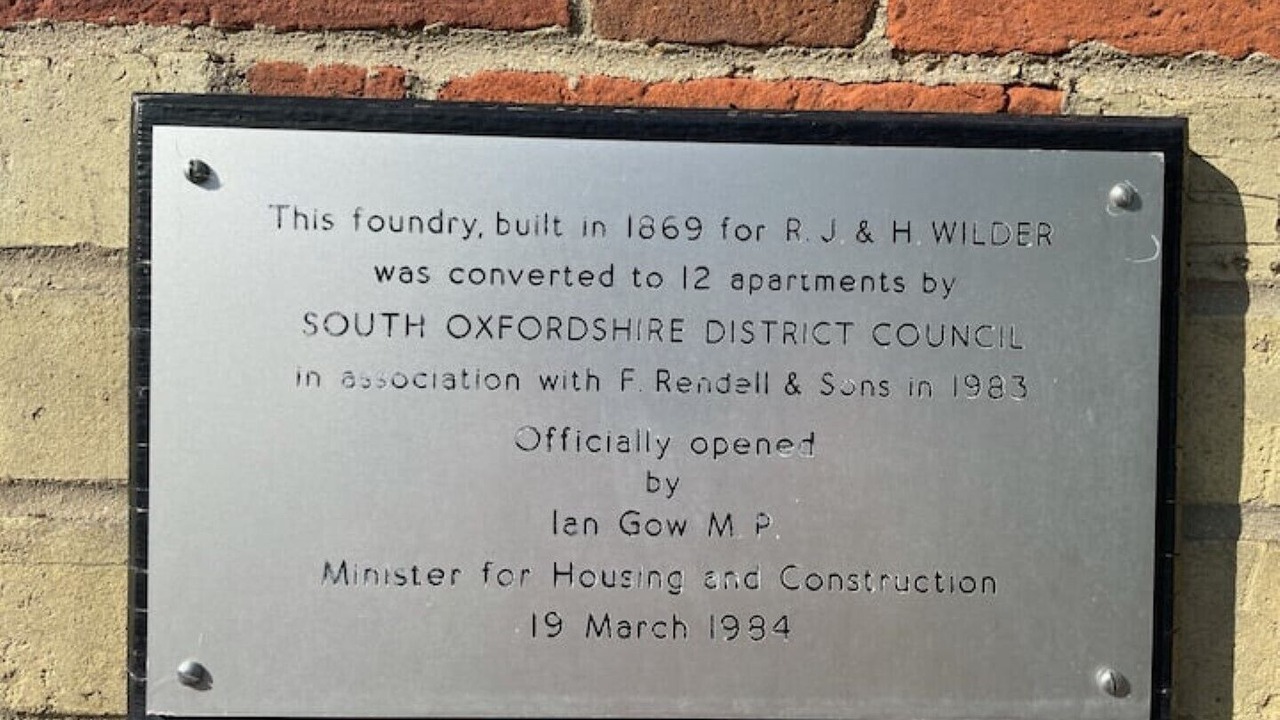 This foundry, built in 1869 for R. J. & H. WILDER
was converted to 12 apartments by
SOUTH OXFORDSHIRE DISTRICT COUNCIL
in association with F. Rendell & Sons in 1983
Officially opened
by
Ian Gow M. P.
Minister for Housing and Construction
19 March 1984